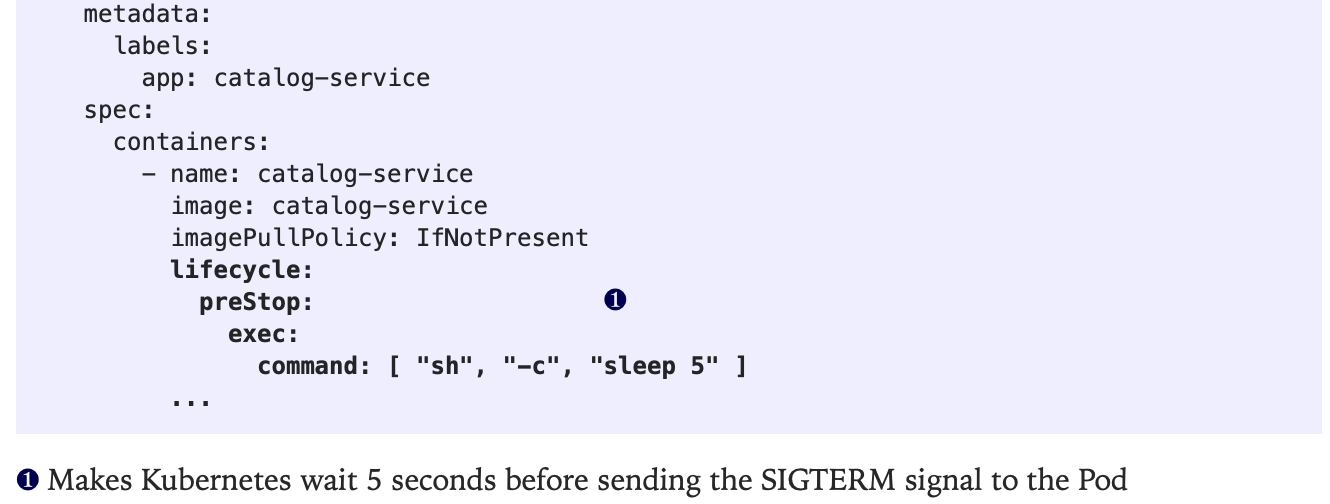 metadata:
  labels:
    app: catalog-service
spec:
  containers:
    - name: catalog-service
      image: catalog-service
      imagePullPolicy: IfNotPresent
      lifecycle:
        preStop: ❶
          exec:
            command: [ "sh", "-c", "sleep 5" ]
      ...
❶ Makes Kubernetes wait 5 seconds before sending the SIGTERM signal to the Pod